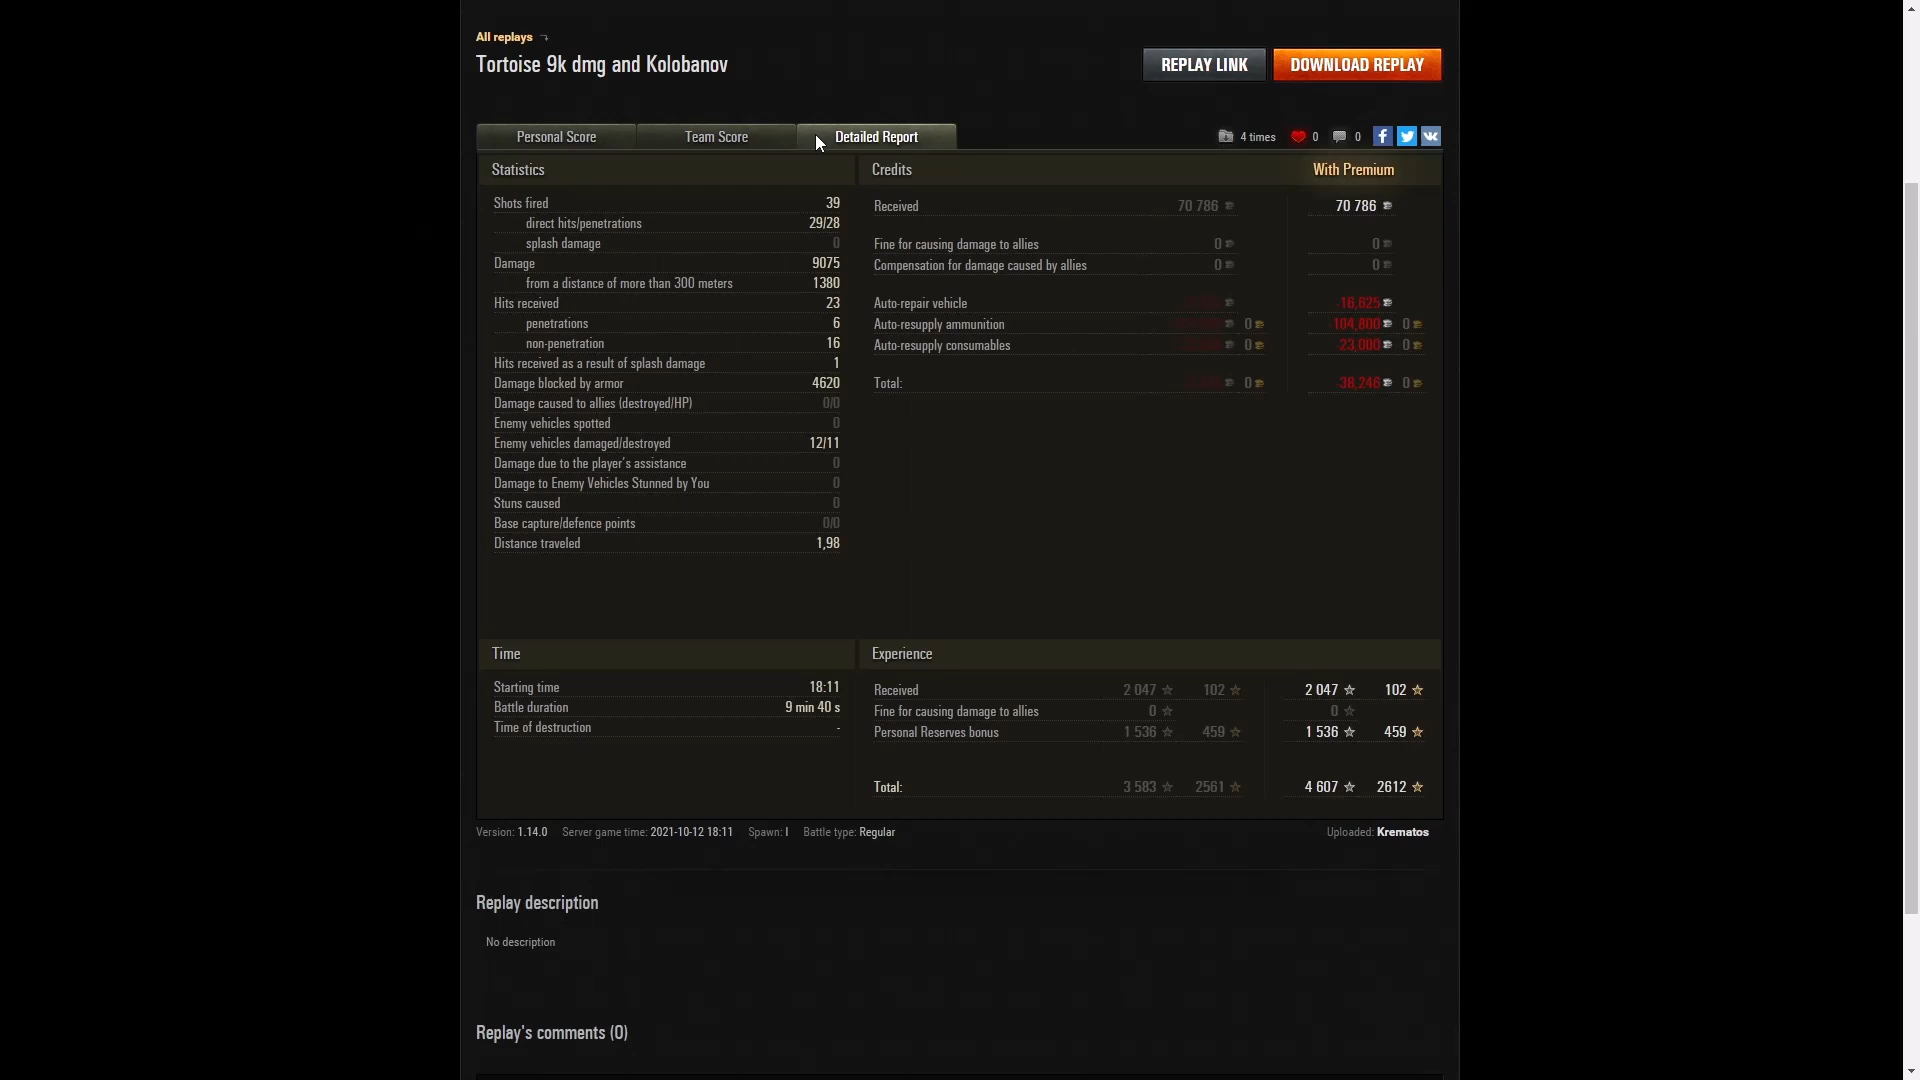 All replays
Tortoise 9k dmg and Kolobanov
REPLAY LINK
DOWNLOAD REPLAY
Personal Score
Team Score
Detailed Report
4 times
0
0
Statistics
Shots fired 39
direct hits/penetrations 29/28
splash damage 0
Damage 9075
from a distance of more than 300 meters 1380
Hits received 23
penetrations 6
non-penetration 16
Hits received as a result of splash damage 1
Damage blocked by armor 4620
Damage caused to allies (destroyed/HP) 0/0
Enemy vehicles spotted 0
Enemy vehicles damaged/destroyed 12/11
Damage due to the player's assistance 0
Damage to Enemy Vehicles Stunned by You 0
Stuns caused 0
Base capture/defence points 0/0
Distance traveled 1,98
Credits With Premium
Received 70 786 70 786
Fine for causing damage to allies 0 0
Compensation for damage caused by allies 0 0
Auto-repair vehicle -16,625
Auto-resupply ammunition 0 -104,800 0
Auto-resupply consumables 0 -23,000 0
Total: 0 -38,246 0
Time
Starting time 18:11
Battle duration 9 min 40 s
Time of destruction -
Experience
Received 2 047 102 2 047 102
Fine for causing damage to allies 0 0
Personal Reserves bonus 1 536 459 1 536 459
Total: 3 583 2561 4 607 2612
Version: 1.14.0 Server game time: 2021-10-12 18:11 Spawn: I Battle type: Regular Uploaded: Krematos
Replay description
No description
Replay's comments (0)